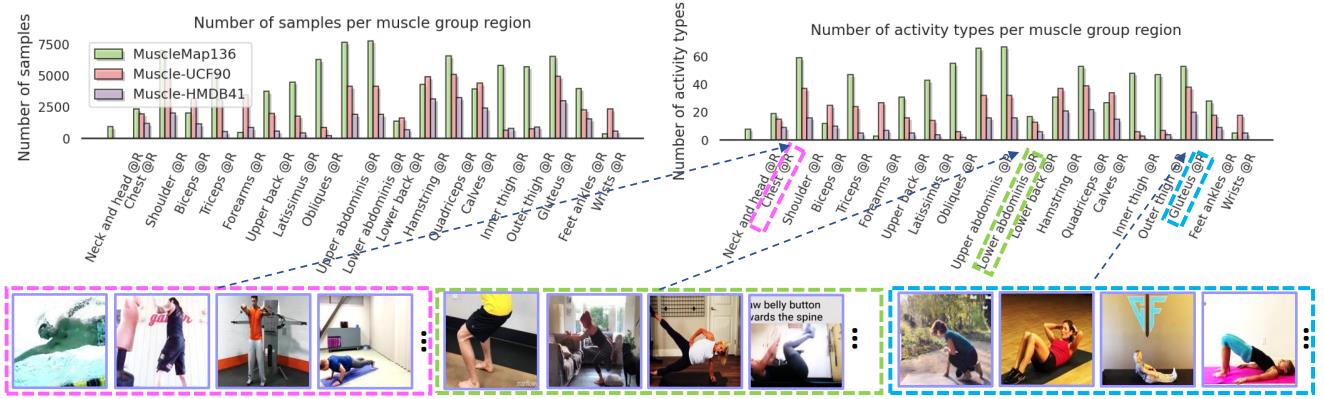 Number of samples per muscle group region
Number of samples
7500
5000
2500
0
MuscleMap136
Muscle-UCF90
Muscle-HMDB41
Neck and head @R
Chest @R
Shoulder @R
Biceps @R
Triceps @R
Forearms @R
Upper back @R
Latissimus @R
Obliques @R
Upper abdominis @R
Lower abdominis @R
Lower back @R
Hamstring @R
Quadriceps @R
Calves @R
Inner thigh @R
Outer thigh @R
Gluteus @R
Feet ankles @R
Wrists @R
Number of activity types per muscle group region
Number of activity types
60
40
20
0
Neck and head @R
Chest @R
Shoulder @R
Biceps @R
Triceps @R
Forearms @R
Upper back @R
Latissimus @R
Obliques @R
Upper abdominis @R
Lower abdominis @R
Lower back @R
Hamstring @R
Quadriceps @R
Calves @R
Inner thigh @R
Outer thigh @R
Gluteus @R
Feet ankles @R
Wrists @R
w belly button
wards the spine